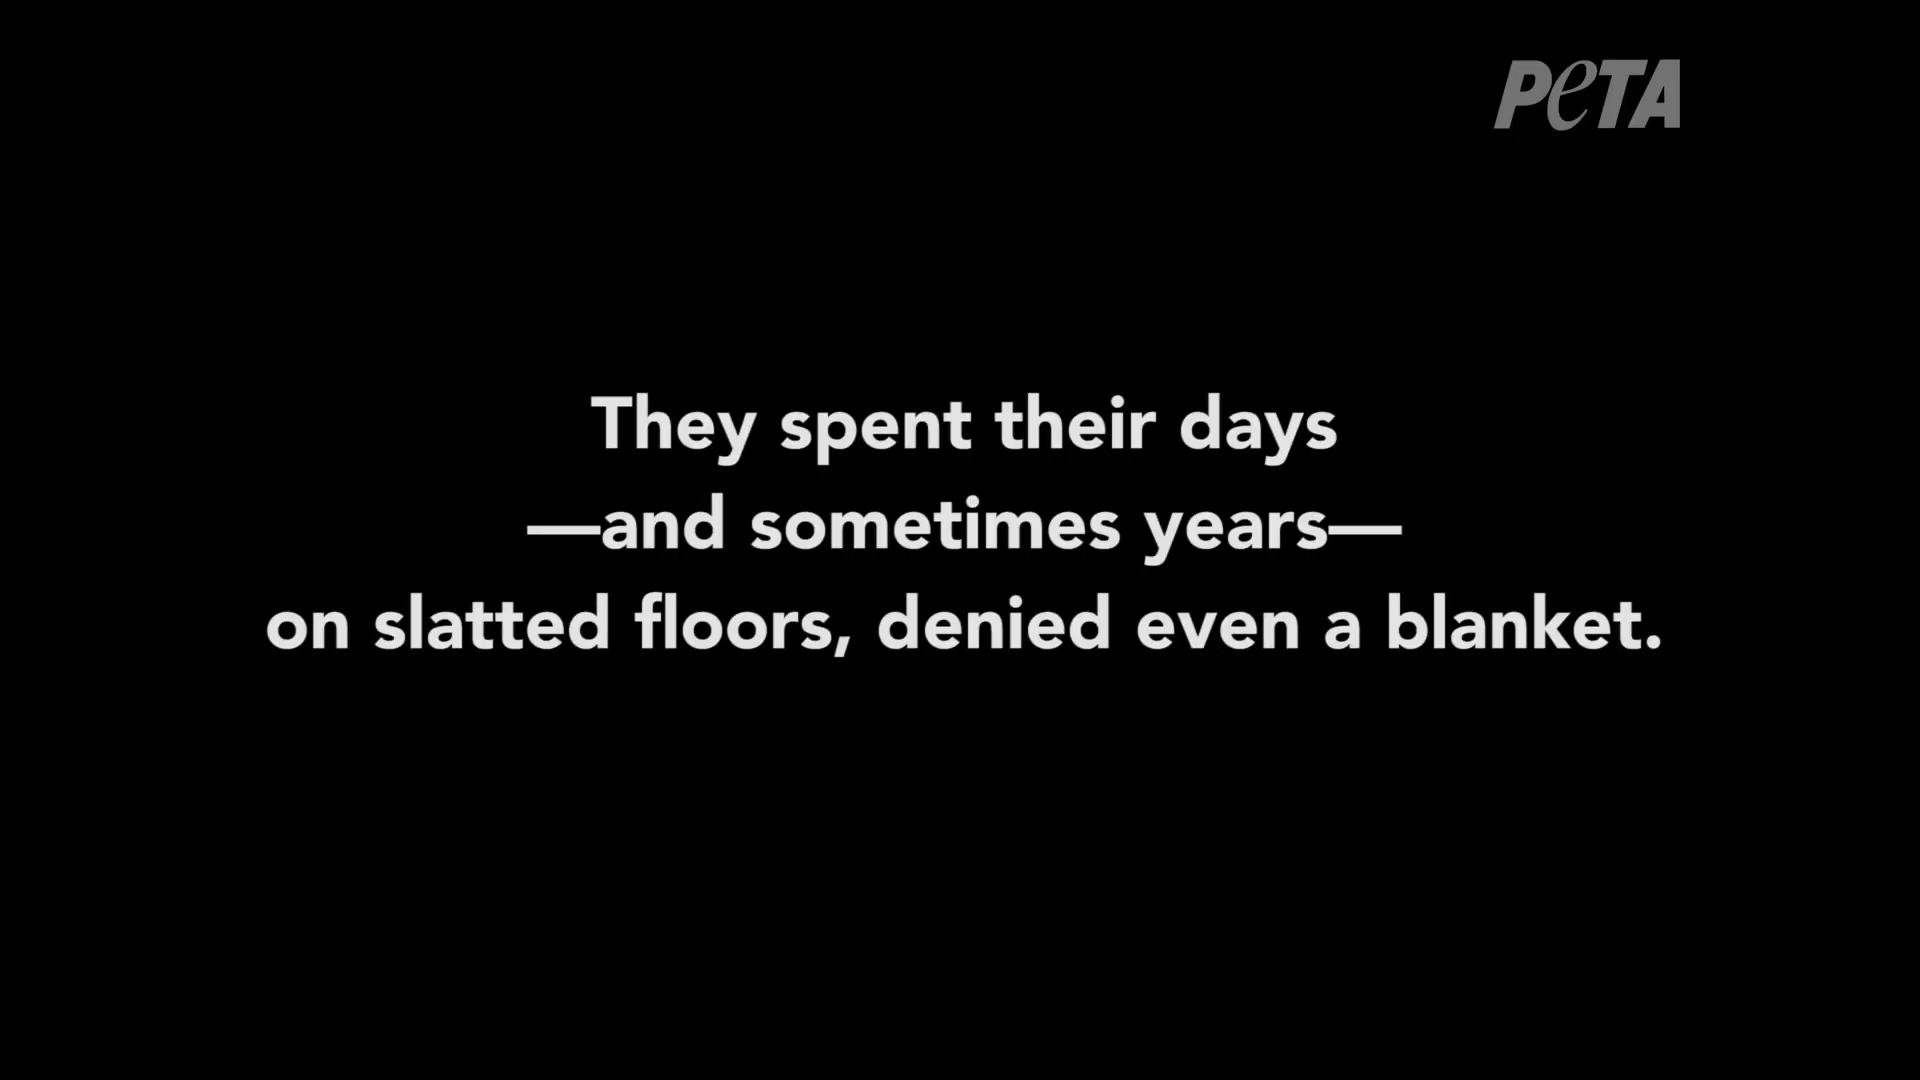 PETA
They spent their days
—and sometimes years—
on slatted floors, denied even a blanket.